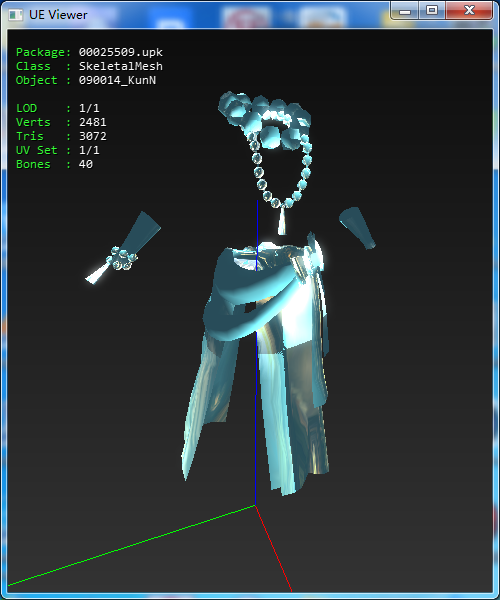 UE Viewer
Package: 00025509.upk
Class : SkeletalMesh
Object : 090014_KunN
LOD : 1/1
Verts : 2481
Tris : 3072
UV Set : 1/1
Bones : 40